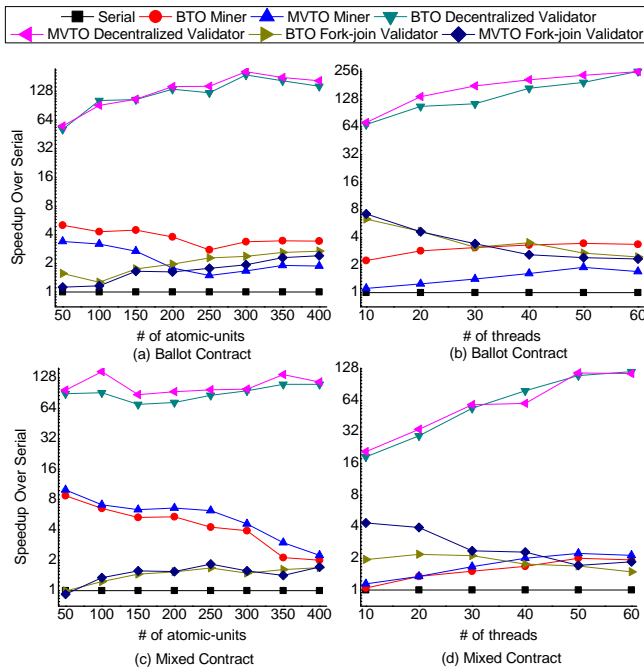 Serial BTO Miner MVTO Miner BTO Decentralized Validator
MVTO Decentralized Validator BTO Fork-join Validator MVTO Fork-join Validator
Speedup Over Serial
128
64
32
16
8
4
2
1
50 100 150 200 250 300 350 400
# of atomic-units
(a) Ballot Contract
256
128
64
32
16
8
4
2
1
10 20 30 40 50 60
# of threads
(b) Ballot Contract
Speedup Over Serial
128
64
32
16
8
4
2
1
50 100 150 200 250 300 350 400
# of atomic-units
(c) Mixed Contract
128
64
32
16
4
2
1
10 20 30 40 50 60
# of threads
(d) Mixed Contract